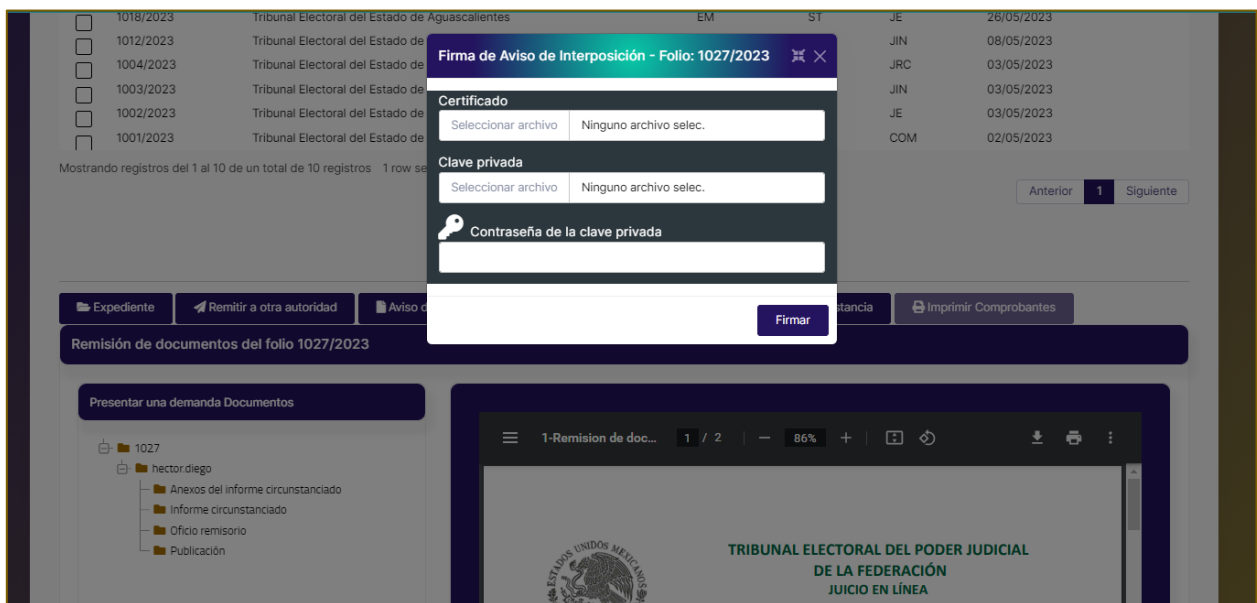 1018/2023 Tribunal Electoral del Estado de Aguascalientes EM ST JE 26/05/2023
1012/2023 Tribunal Electoral del Estado de JIN 08/05/2023
1004/2023 Tribunal Electoral del Estado de JRC 03/05/2023
1003/2023 Tribunal Electoral del Estado de JIN 03/05/2023
1002/2023 Tribunal Electoral del Estado de JE 03/05/2023
1001/2023 Tribunal Electoral del Estado de COM 02/05/2023
Mostrando registros del 1 al 10 de un total de 10 registros 1 row se
Anterior 1 Siguiente
Firma de Aviso de Interposición - Folio: 1027/2023
Certificado
Seleccionar archivo Ninguno archivo selec.
Clave privada
Seleccionar archivo Ninguno archivo selec.
Contraseña de la clave privada
Firmar
Expediente Remitir a otra autoridad Aviso d stancia Imprimir Comprobantes
Remisión de documentos del folio 1027/2023
Presentar una demanda Documentos
1027
hector.diego
Anexos del informe circunstanciado
Informe circunstanciado
Oficio remisorio
Publicación
1-Remision de doc... 1 / 2 86%
ESTADOS UNIDOS MEXICANOS
TRIBUNAL ELECTORAL DEL PODER JUDICIAL
DE LA FEDERACIÓN
JUICIO EN LÍNEA